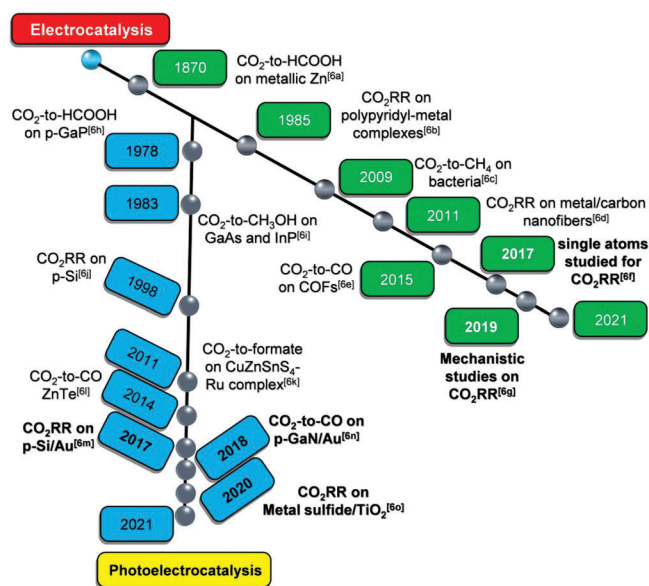 Electrocatalysis
1870
CO₂-to-HCOOH
on metallic Zn[6a]
CO₂-to-HCOOH
on p-GaP[6h]
1985
CO₂RR on
polypyridyl-metal
complexes[6b]
1978
2009
CO₂-to-CH₄ on
bacteria[6c]
1983
CO₂-to-CH₃OH on
GaAs and InP[6i]
2011
CO₂RR on metal/carbon
nanofibers[6d]
CO₂RR on
p-Si[6j]
1998
CO₂-to-CO
on COFs[6e]
2015
2017
single atoms
studied for
CO₂RR[6f]
2019
Mechanistic
studies on
CO₂RR[6g]
2021
2011
CO₂-to-formate
on CuZnSnS₄-
Ru complex[6k]
CO₂-to-CO
ZnTe[6l]
2014
CO₂RR on
p-Si/Au[6m]
2017
2018
CO₂-to-CO on
p-GaN/Au[6n]
2020
CO₂RR on
Metal sulfide/TiO₂[6o]
2021
Photoelectrocatalysis